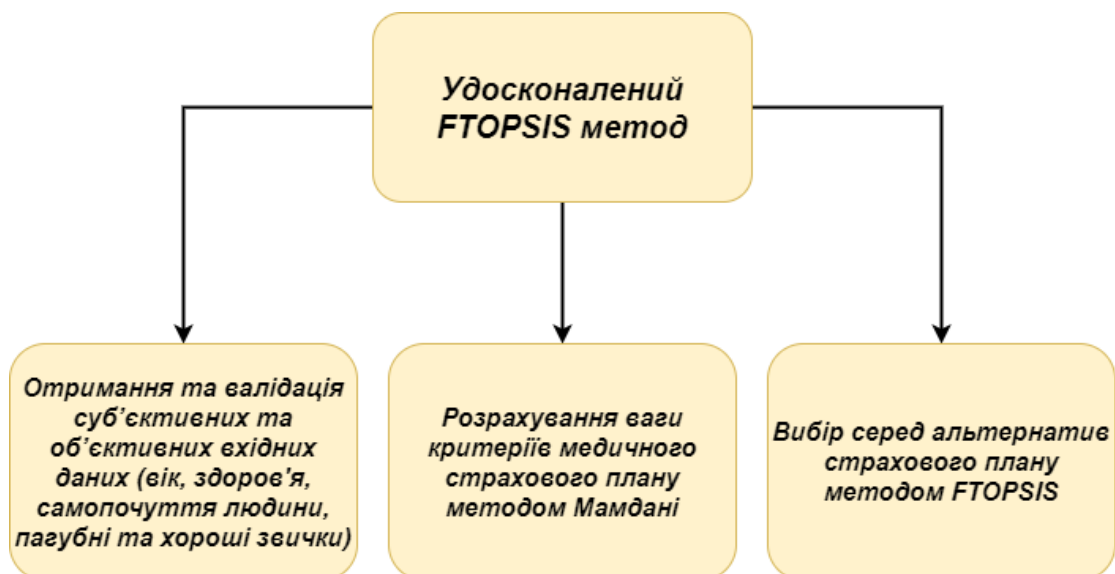 Удосконалений
FTOPSIS метод
Отримання та валідація
суб’єктивних та
об’єктивних вхідних
даних (вік, здоров'я,
самопочуття людини,
пагубні та хороші звички)
Розрахування ваги
критеріїв медичного
страхового плану
методом Мамдані
Вибір серед альтернатив
страхового плану
методом FTOPSIS